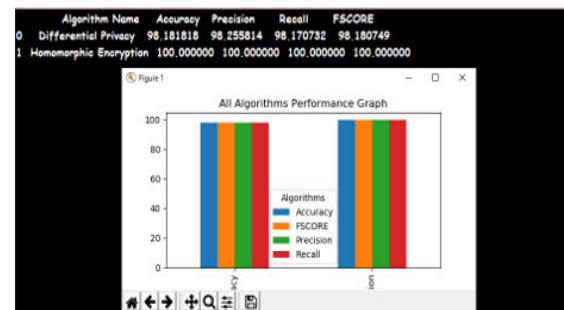 Algorithm Name Accuracy Precision Recall FSCORE
0 Differential Privacy 98.181818 98.255814 98.170732 98.180749
1 Homomorphic Encryption 100.000000 100.000000 100.000000 100.000000
Figure 1
All Algorithms Performance Graph
100
80
60
40
20
0
Algorithms
Accuracy
FSCORE
Precision
Recall
acy
ion